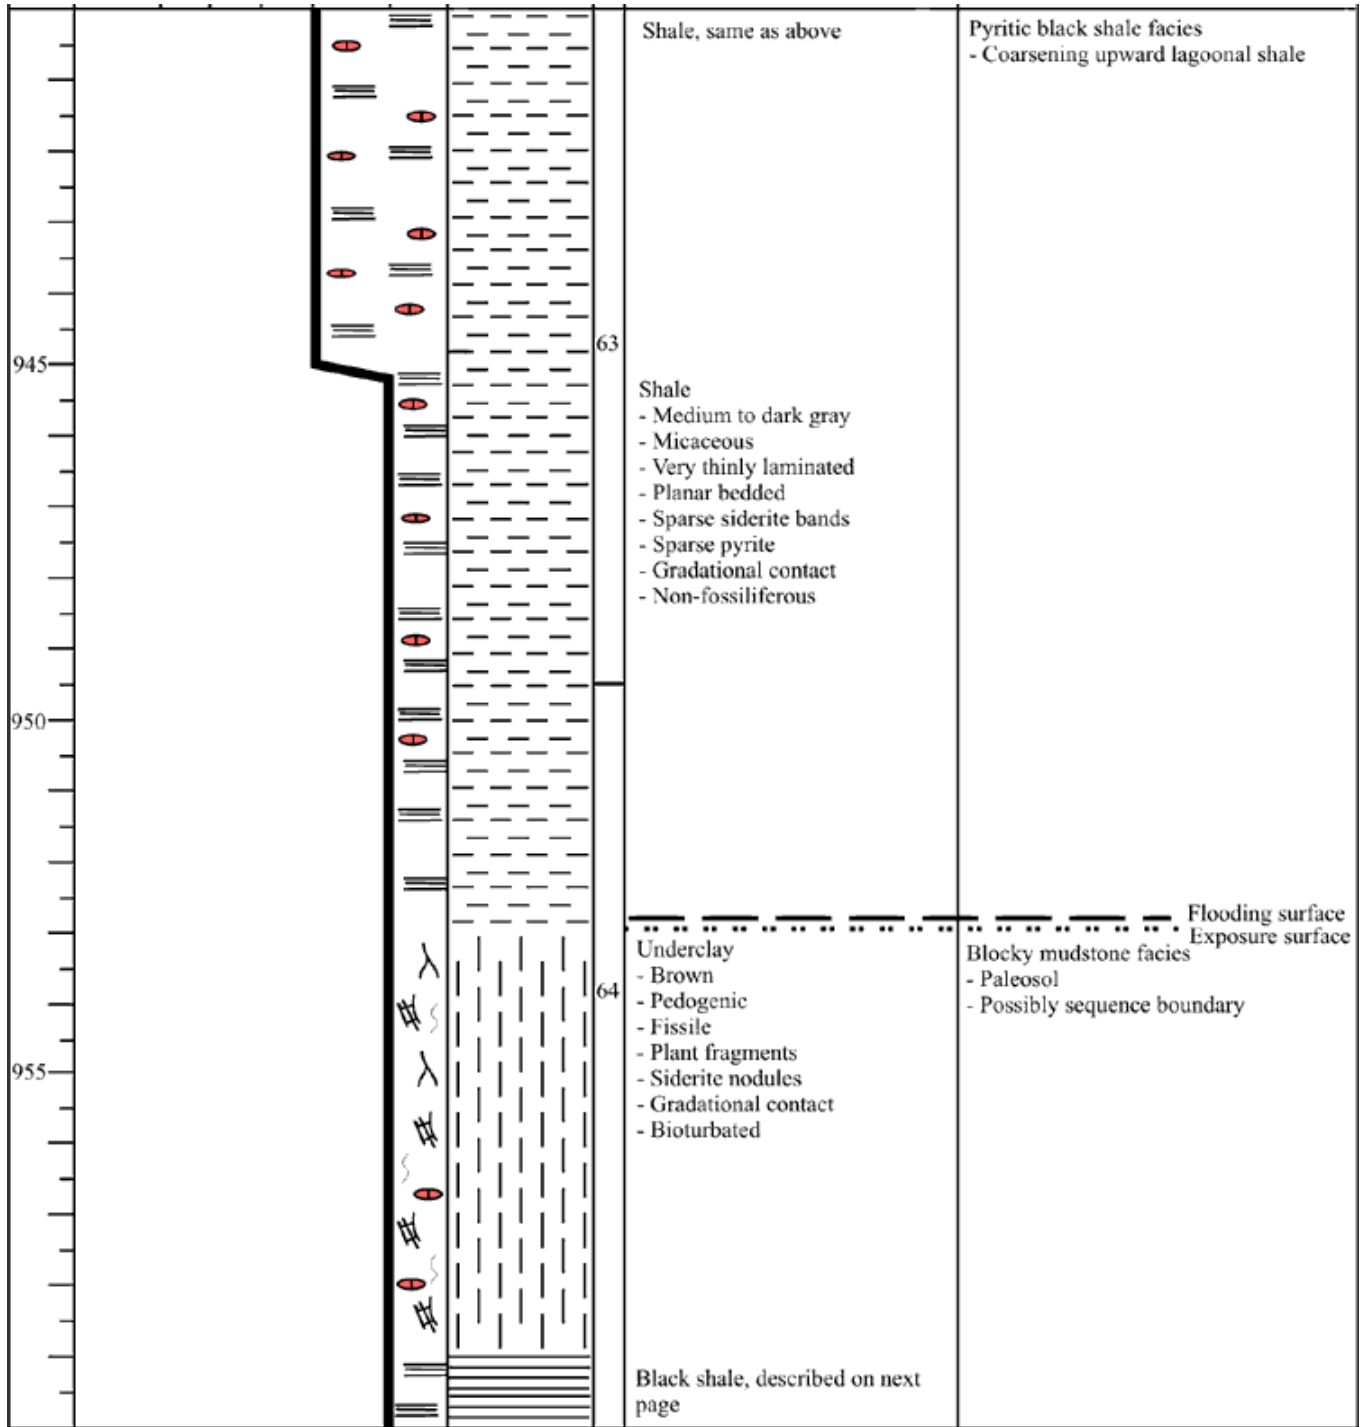 Shale, same as above
Pyritic black shale facies
- Coarsening upward lagoonal shale
63
945
Shale
- Medium to dark gray
- Micaceous
- Very thinly laminated
- Planar bedded
- Sparse siderite bands
- Sparse pyrite
- Gradational contact
- Non-fossiliferous
950
Flooding surface
Exposure surface
Underclay
- Brown
- Pedogenic
- Fissile
- Plant fragments
- Siderite nodules
- Gradational contact
- Bioturbated
Blocky mudstone facies
- Paleosol
- Possibly sequence boundary
64
955
Black shale, described on next
page